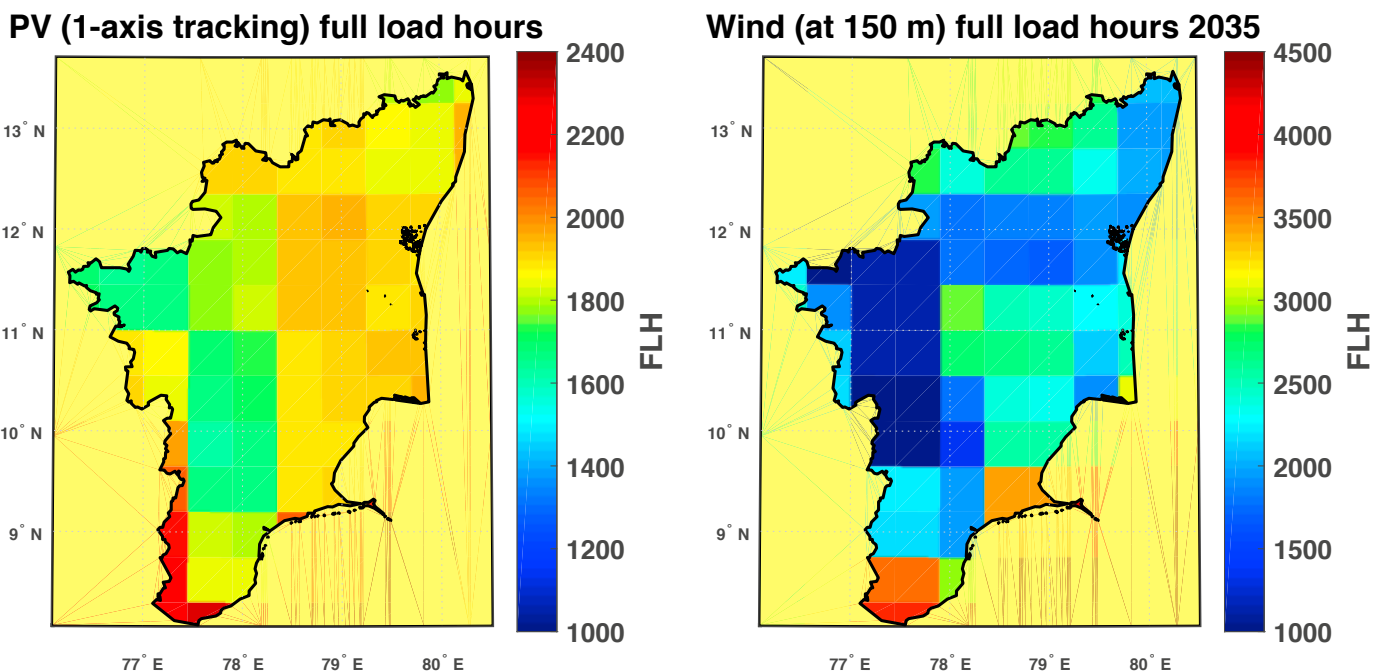 PV (1-axis tracking) full load hours
2400
2200
2000
1800
1600
1400
1200
1000
FLH
13° N
12° N
11° N
10° N
9° N
77° E
78° E
79° E
80° E
Wind (at 150 m) full load hours 2035
4500
4000
3500
3000
2500
2000
1500
1000
FLH
13° N
12° N
11° N
10° N
9° N
77° E
78° E
79° E
80° E